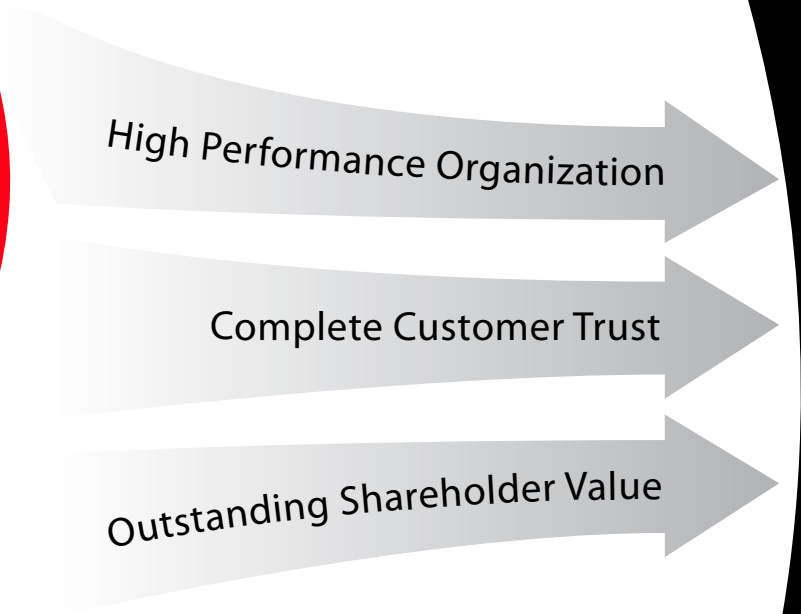 High Performance Organization
Complete Customer Trust
Outstanding Shareholder Value